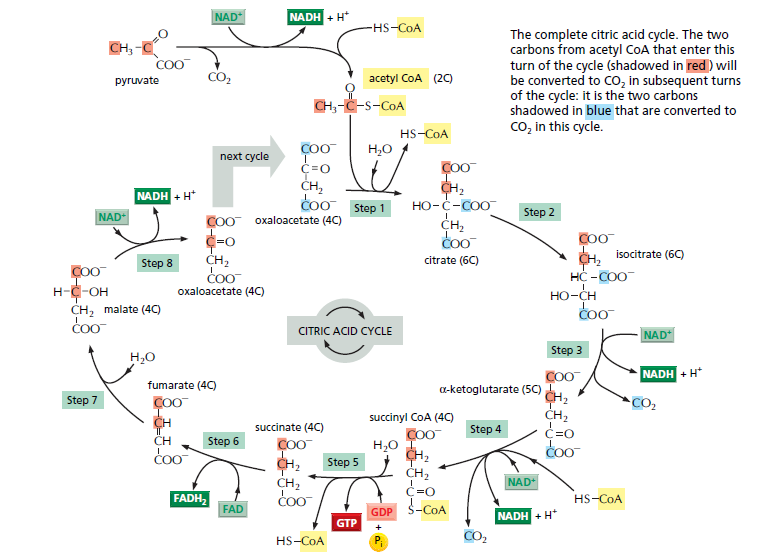 NAD⁺
NADH + H⁺
HS–CoA
CH₃–C
O
COO⁻
pyruvate
CO₂
acetyl CoA (2C)
O
CH₃–C–S–CoA
The complete citric acid cycle. The two
carbons from acetyl CoA that enter this
turn of the cycle (shadowed in red) will
be converted to CO₂ in subsequent turns
of the cycle: it is the two carbons
shadowed in blue that are converted to
CO₂ in this cycle.
next cycle
COO⁻
C=O
CH₂
COO⁻
oxaloacetate (4C)
H₂O
HS–CoA
Step 1
COO⁻
CH₂
HO–C–COO⁻
CH₂
COO⁻
citrate (6C)
Step 2
COO⁻
CH₂
HC–COO⁻
HO–CH
COO⁻
isocitrate (6C)
NADH + H⁺
NAD⁺
Step 8
COO⁻
C=O
CH₂
COO⁻
oxaloacetate (4C)
COO⁻
H–C–OH
CH₂
COO⁻
malate (4C)
CITRIC ACID CYCLE
Step 3
NAD⁺
NADH + H⁺
CO₂
α-ketoglutarate (5C)
COO⁻
CH₂
CH₂
C=O
COO⁻
H₂O
Step 7
fumarate (4C)
COO⁻
CH
CH
COO⁻
Step 6
FADH₂
FAD
succinate (4C)
COO⁻
CH₂
CH₂
COO⁻
Step 5
H₂O
HS–CoA
GTP
GDP
+
Pᵢ
succinyl CoA (4C)
COO⁻
CH₂
CH₂
C=O
S–CoA
Step 4
NAD⁺
HS–CoA
NADH + H⁺
CO₂